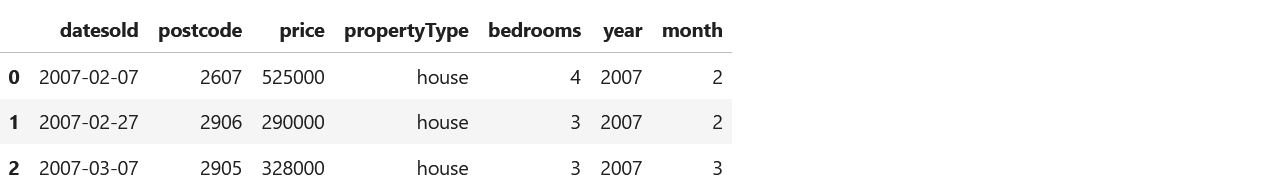 datesold postcode price propertyType bedrooms year month
0 2007-02-07 2607 525000 house 4 2007 2
1 2007-02-27 2906 290000 house 3 2007 2
2 2007-03-07 2905 328000 house 3 2007 3